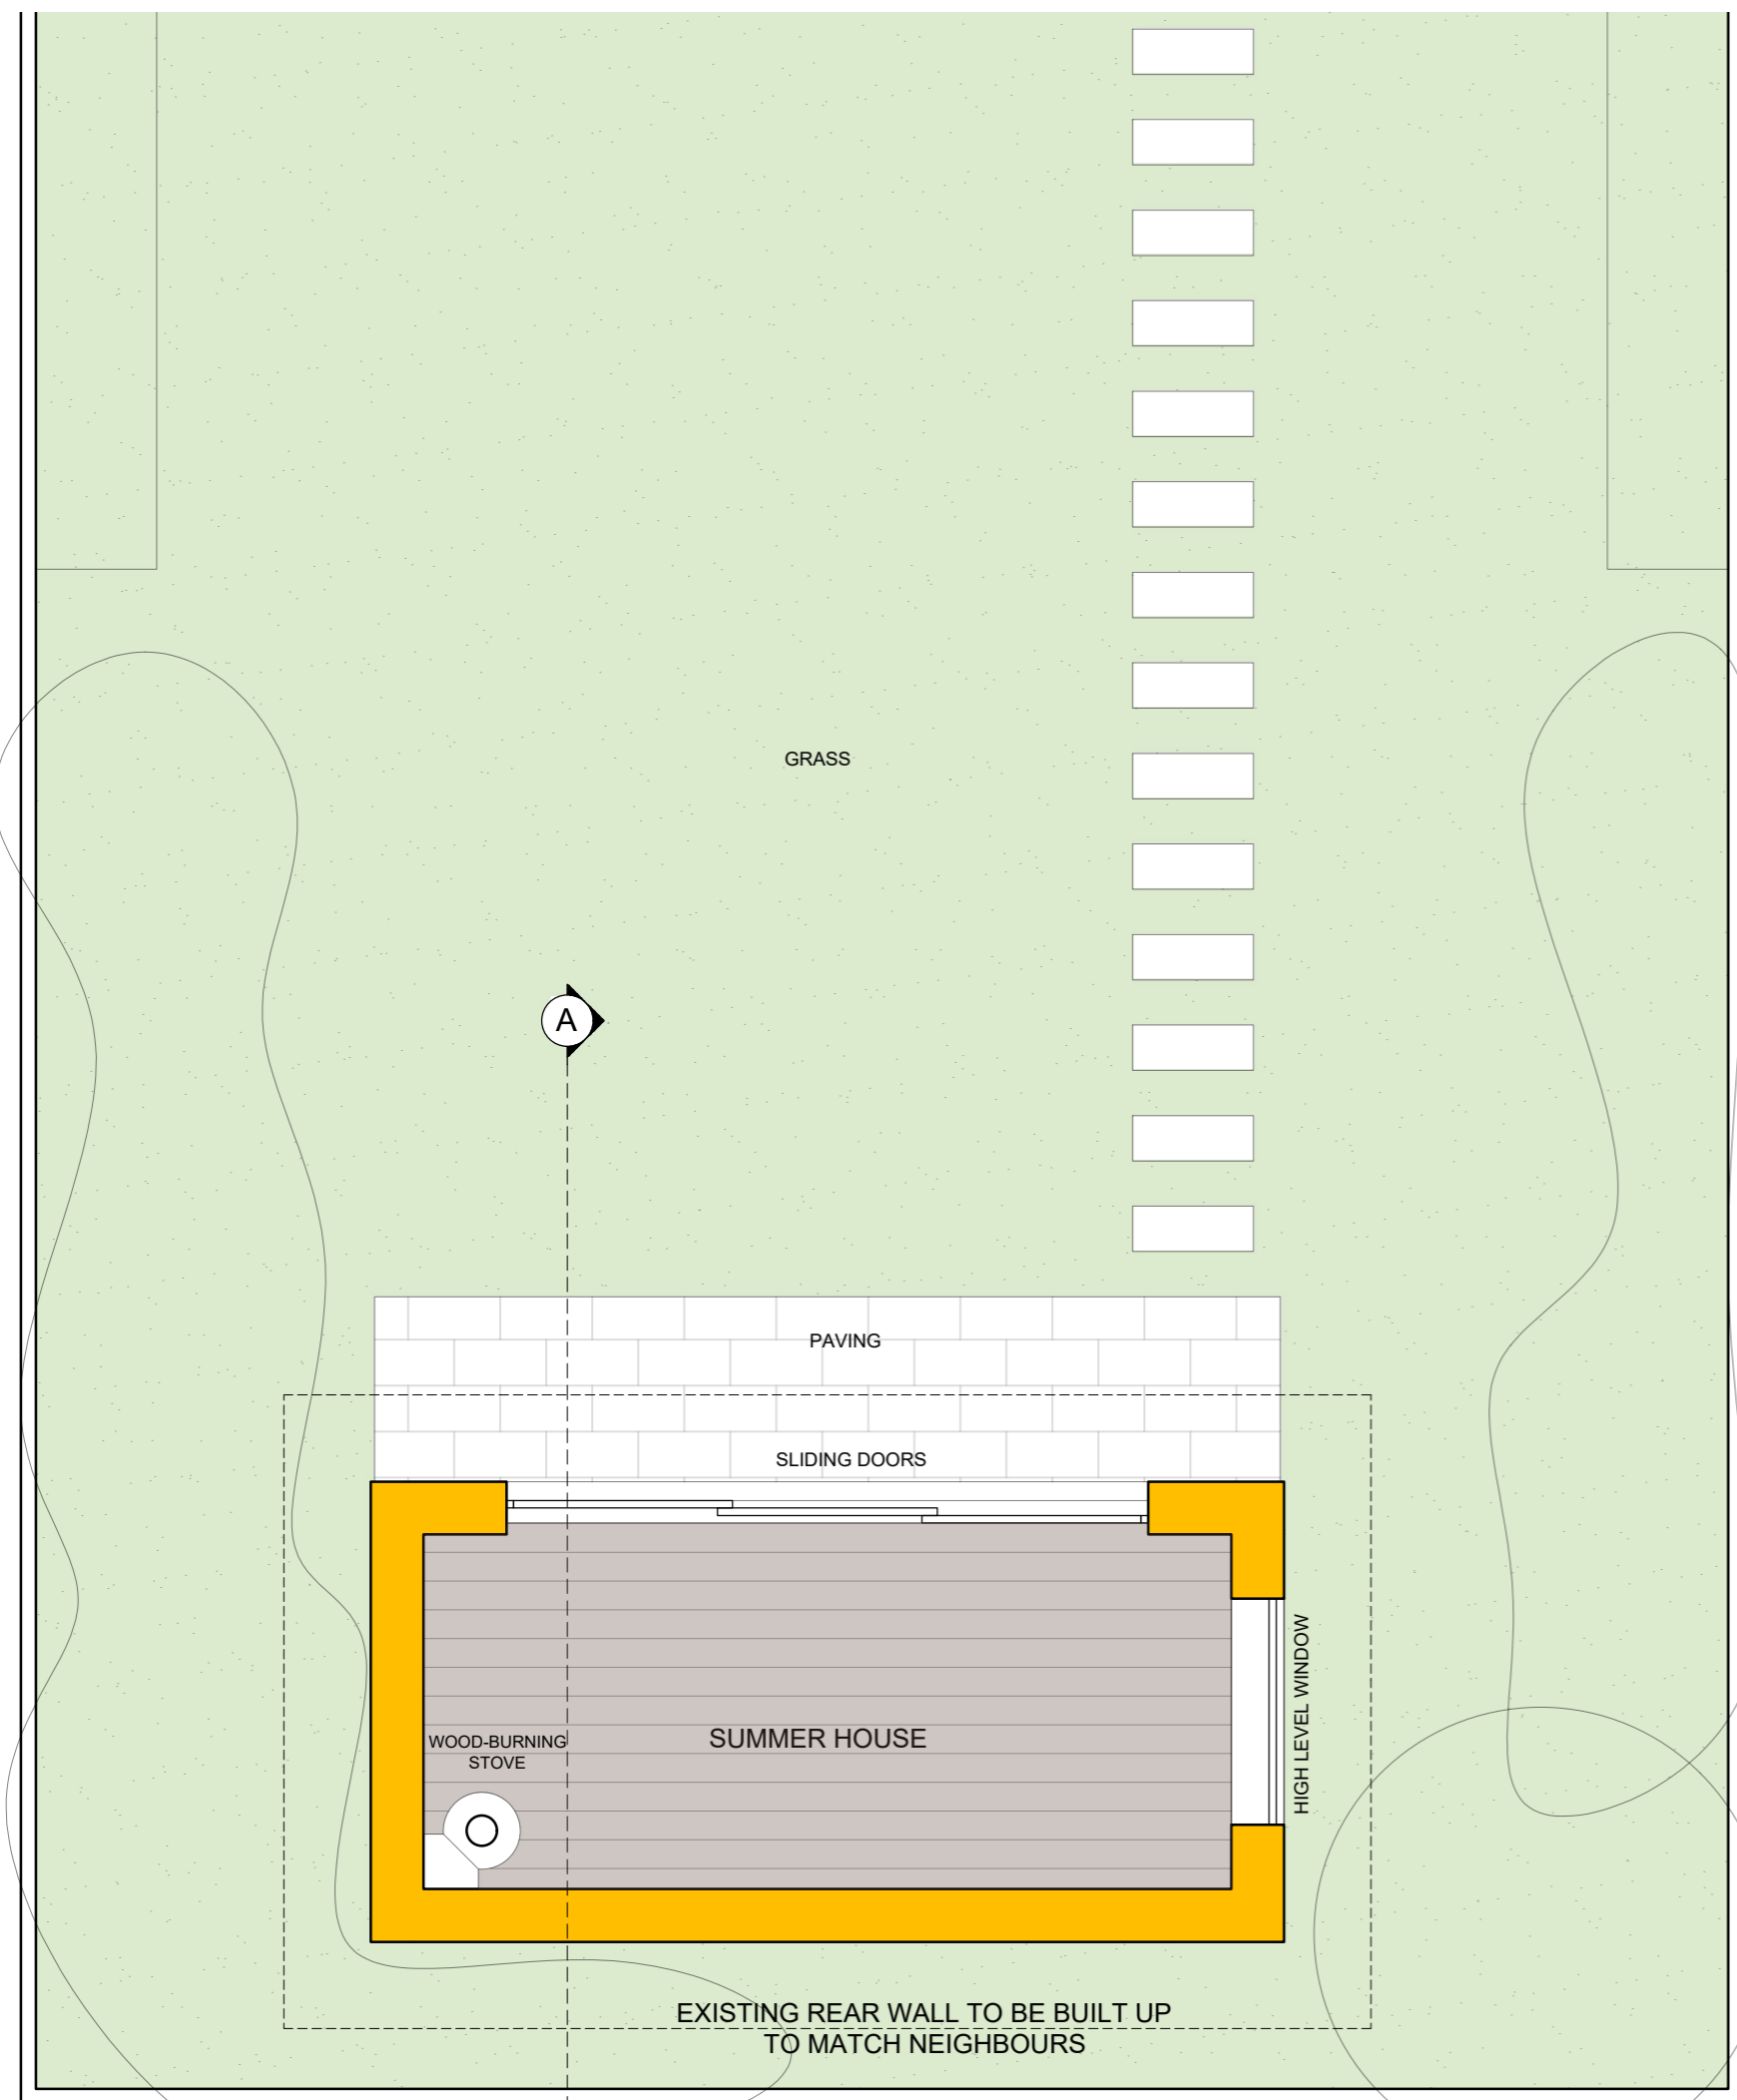 GRASS
A
PAVING
SLIDING DOORS
HIGH LEVEL WINDOW
SUMMER HOUSE
WOOD-BURNING
STOVE
EXISTING REAR WALL TO BE BUILT UP
TO MATCH NEIGHBOURS